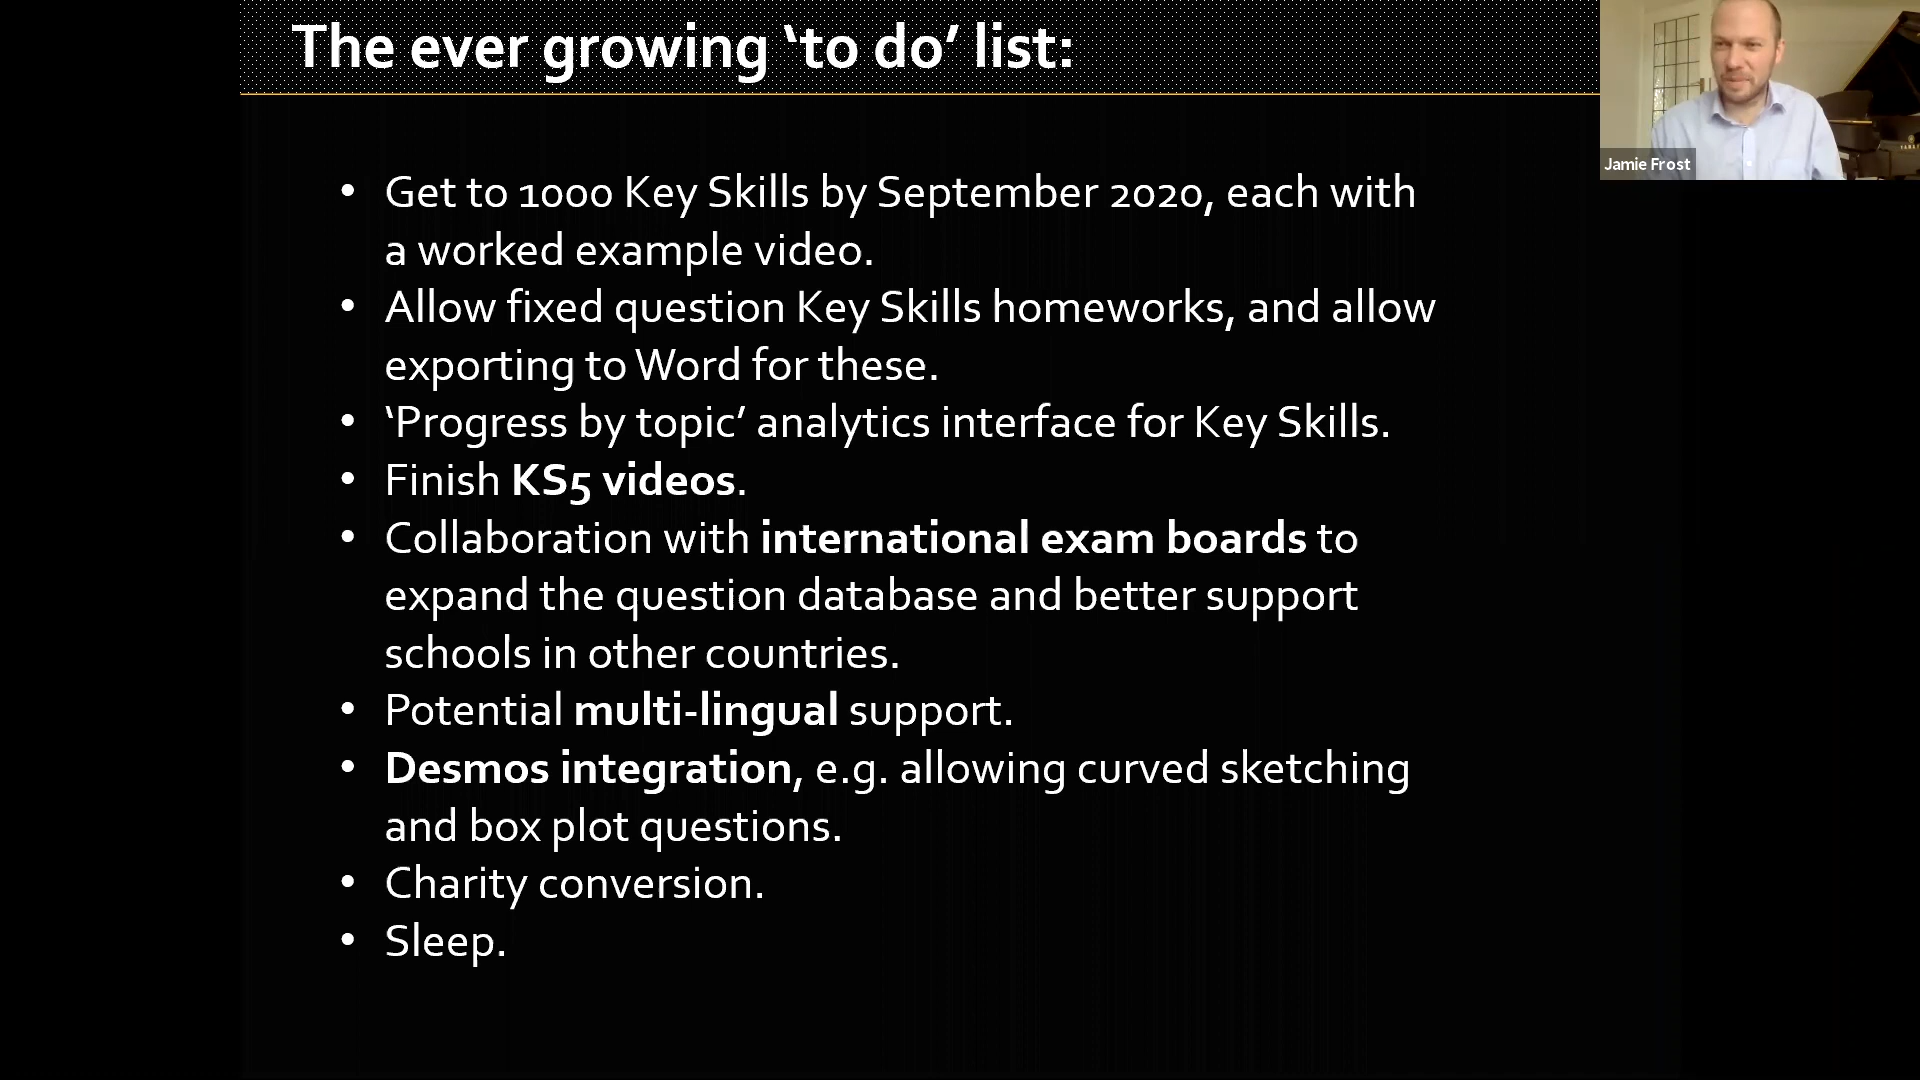 The ever growing ‘to do’ list:
Jamie Frost
• Get to 1000 Key Skills by September 2020, each with
a worked example video.
• Allow fixed question Key Skills homeworks, and allow
exporting to Word for these.
• ‘Progress by topic’ analytics interface for Key Skills.
• Finish KS5 videos.
• Collaboration with international exam boards to
expand the question database and better support
schools in other countries.
• Potential multi-lingual support.
• Desmos integration, e.g. allowing curved sketching
and box plot questions.
• Charity conversion.
• Sleep.